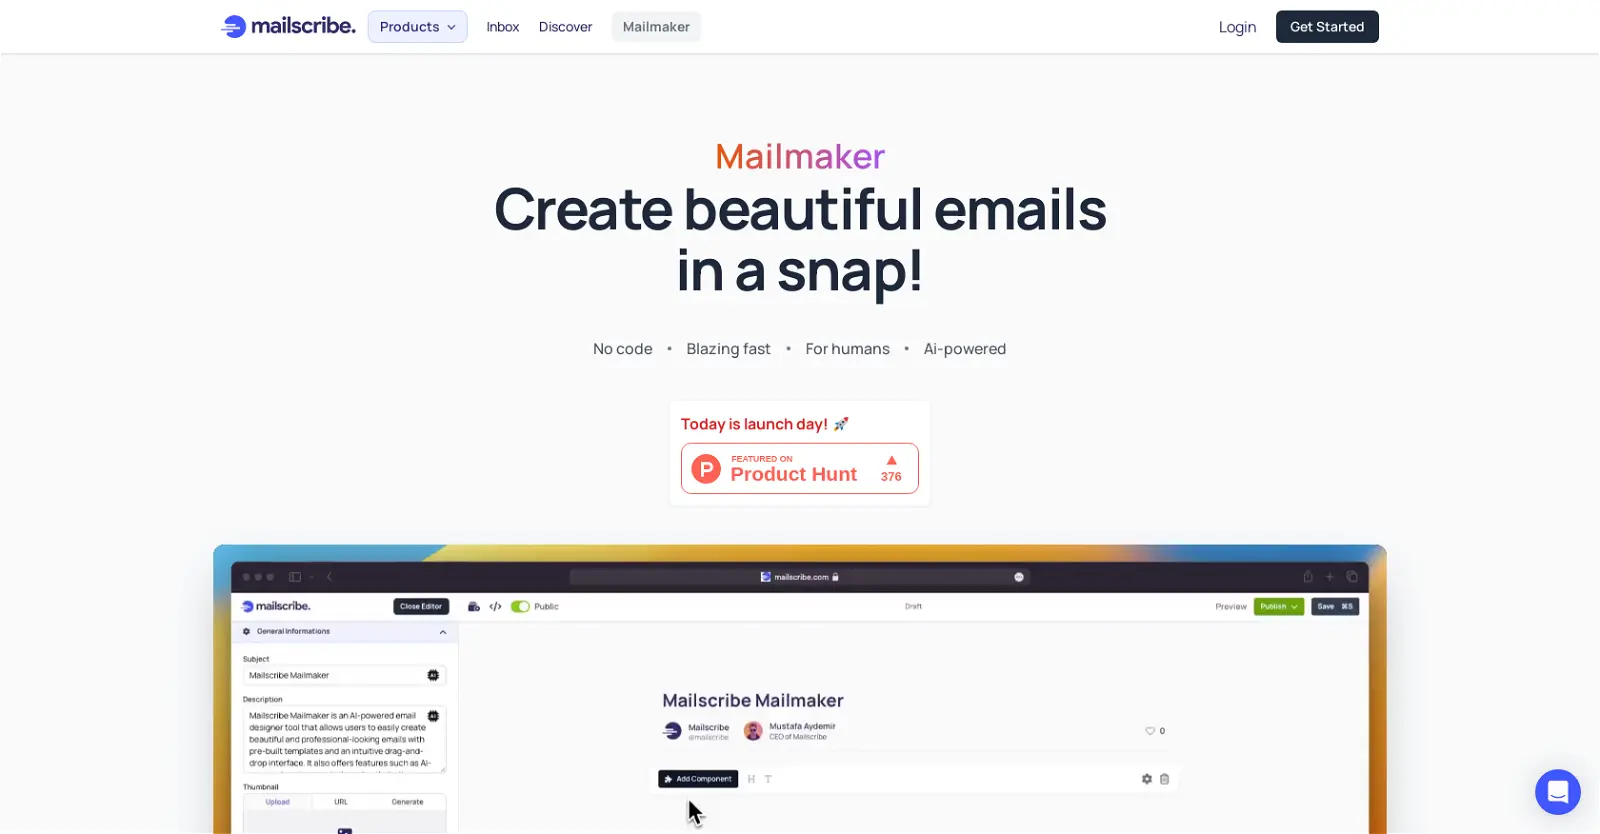 mailscribe.
Products
Inbox
Discover
Mailmaker
Login
Get Started
Mailmaker
Create beautiful emails
in a snap!
No code • Blazing fast • For humans • Ai-powered
Today is launch day! 🚀
P
FEATURED ON
Product Hunt
376
mailscribe.com
mailscribe.
Close Editor
</>
Public
Draft
Preview
Publish
Save ⌘S
General Informations
Subject
Mailscribe Mailmaker
AI
Description
Mailscribe Mailmaker is an AI-powered email
designer tool that allows users to easily create
beautiful and professional-looking emails with
pre-built templates and an intuitive drag-and-
drop interface. It also offers features such as AI-
AI
Thumbnail
Upload
URL
Generate
Mailscribe Mailmaker
Mailscribe
@mailscribe
Mustafa Aydemir
CEO of Mailscribe
0
Add Component
H
T